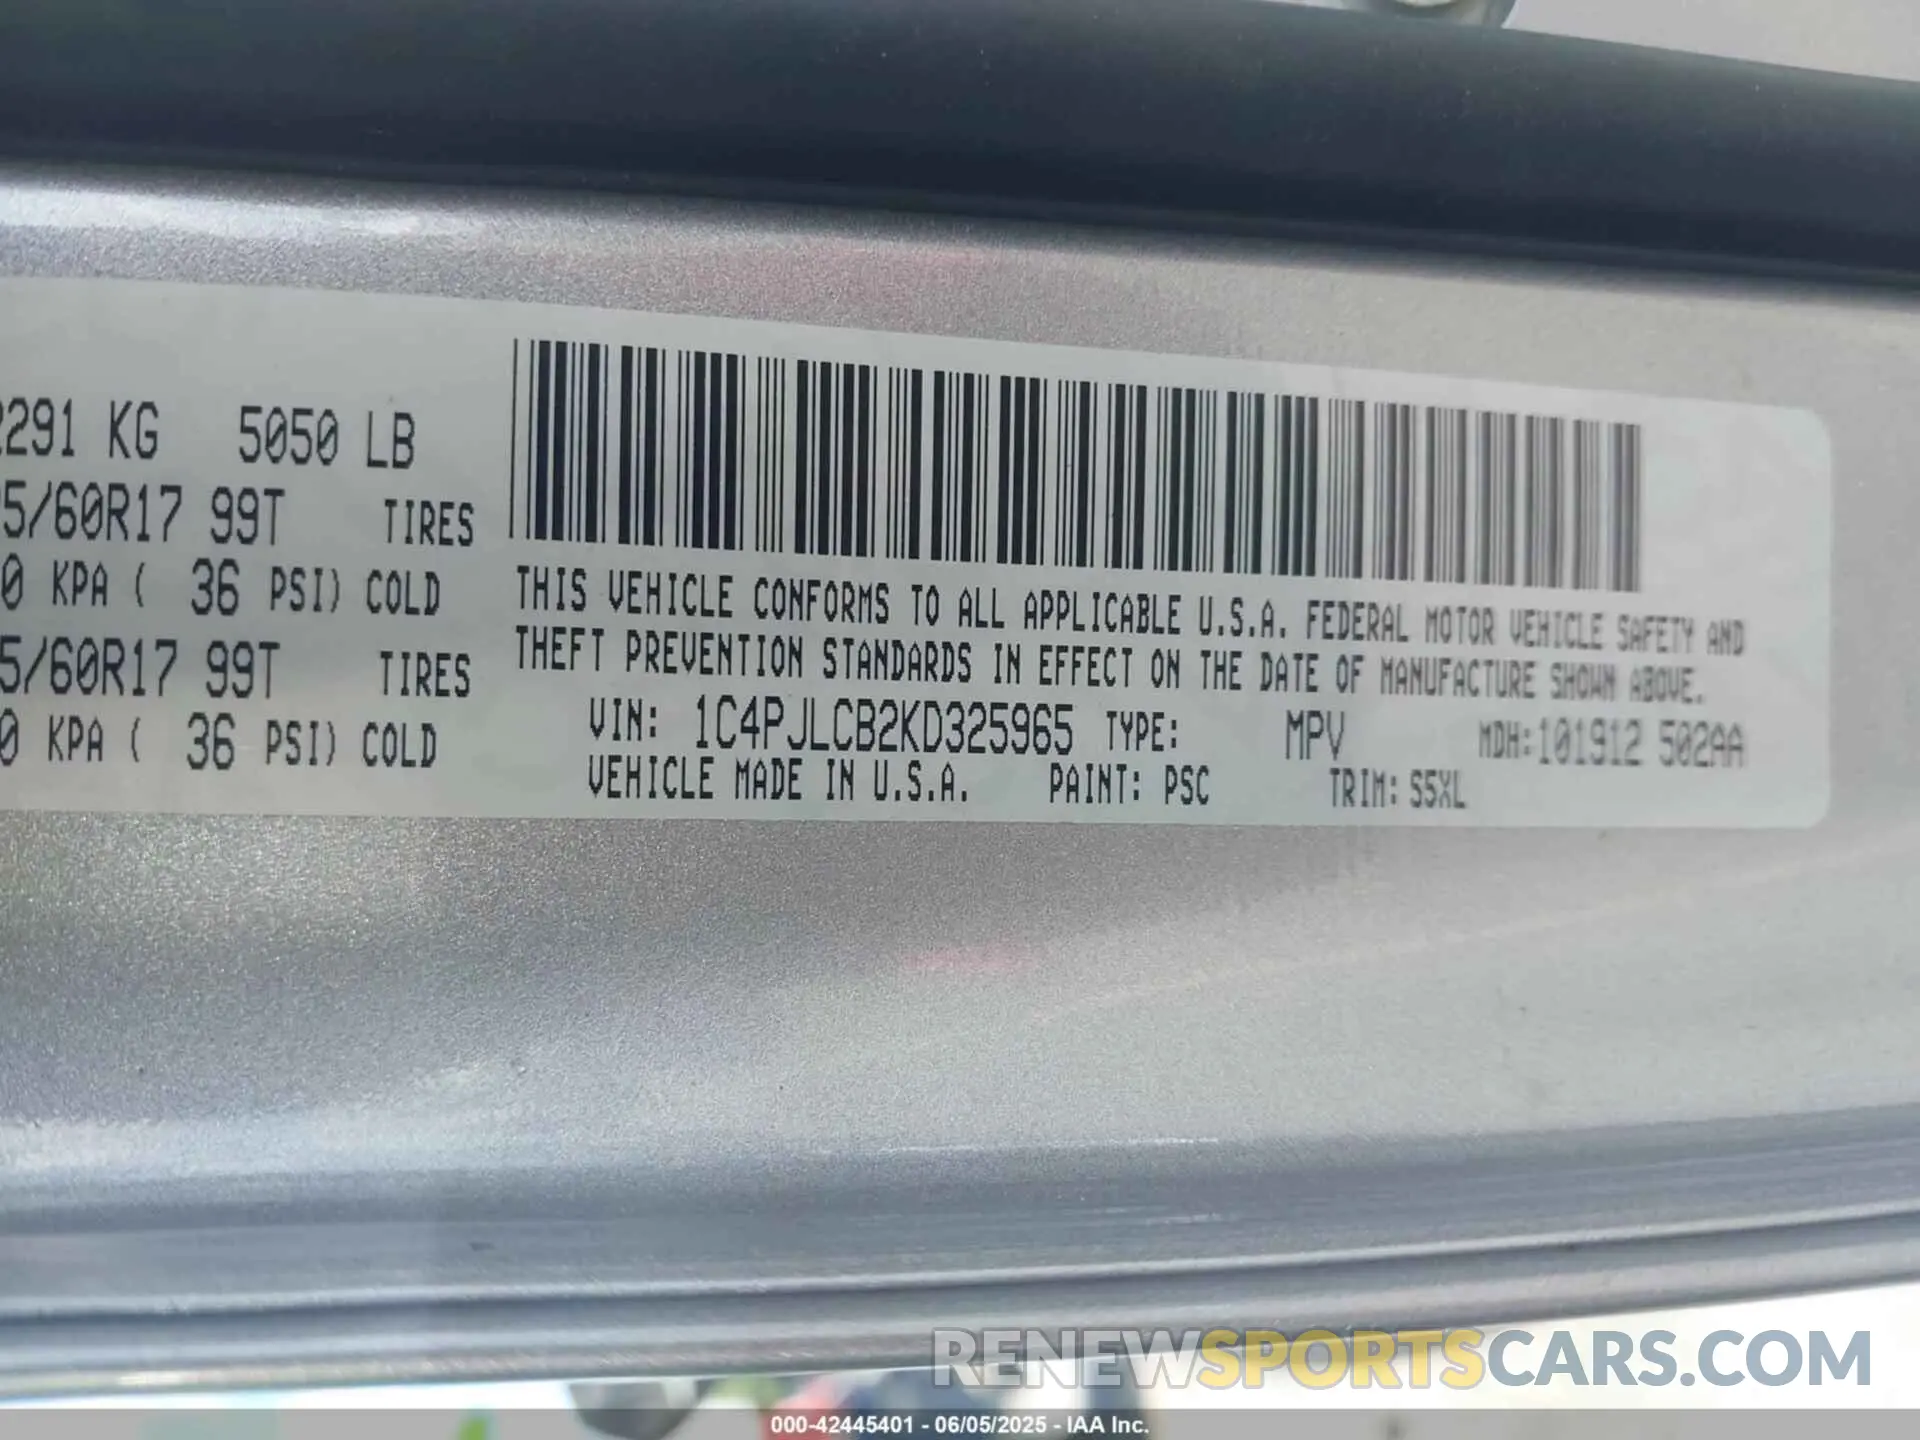 291 KG 5050 LB
5/60R17 99T TIRES
0 KPA ( 36 PSI) COLD
5/60R17 99T TIRES
0 KPA ( 36 PSI) COLD
THIS VEHICLE CONFORMS TO ALL APPLICABLE U.S.A. FEDERAL MOTOR VEHICLE SAFETY AND
THEFT PREVENTION STANDARDS IN EFFECT ON THE DATE OF MANUFACTURE SHOWN ABOVE.
VIN: 1C4PJLCB2KD325965 TYPE: MPV MDH:101912 502AA
VEHICLE MADE IN U.S.A. PAINT: PSC TRIM: S5XL
RENEWSPORTSCARS.COM
000-42445401 - 06/05/2025 - IAA Inc.